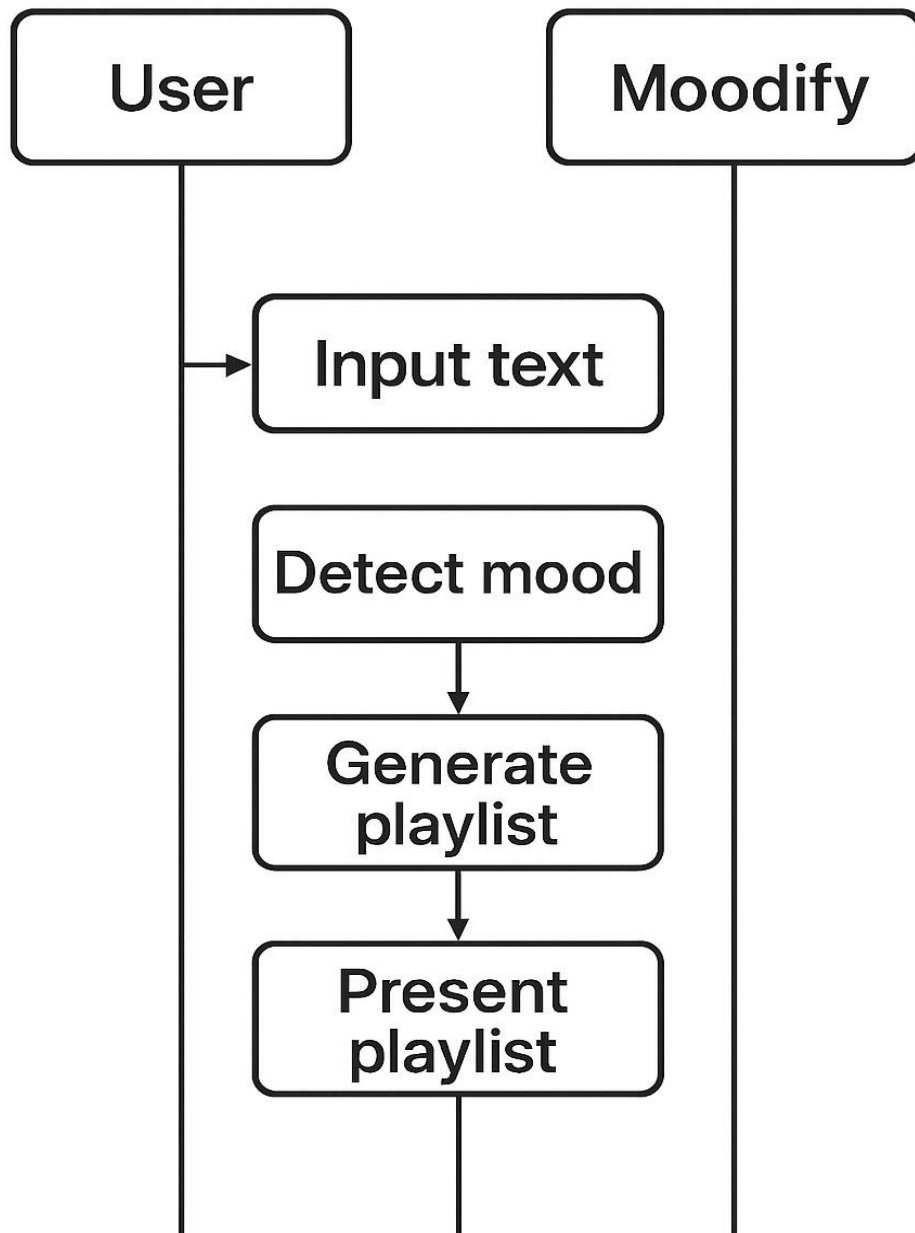 User
Moodify
Input text
Detect mood
Generate
playlist
Present
playlist